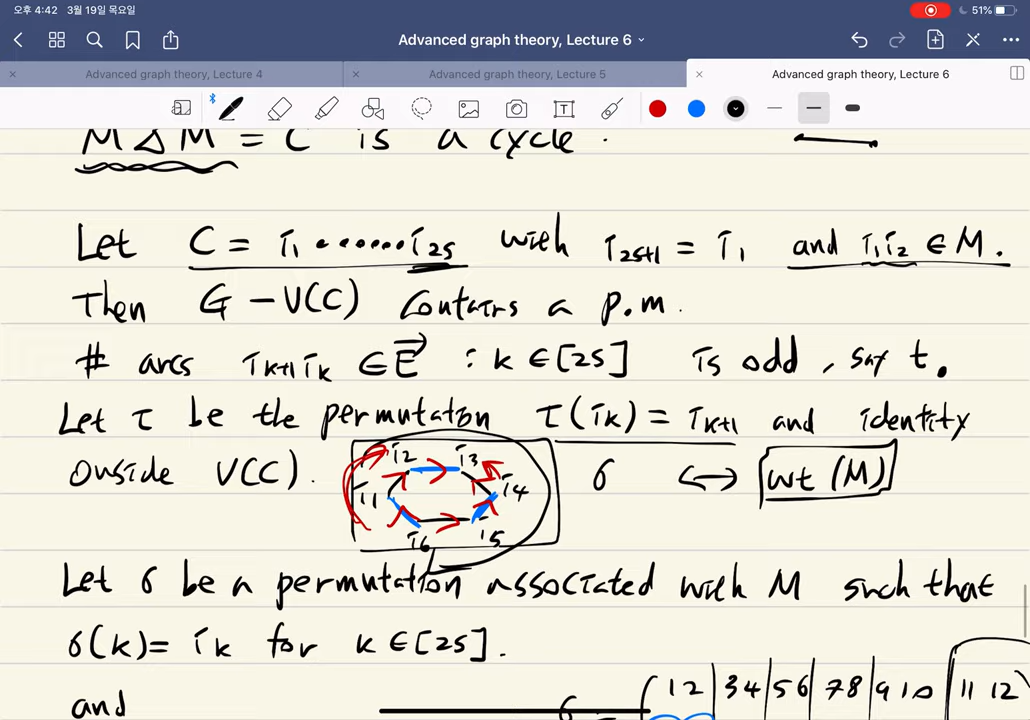 오후 4:42 3월 19일 목요일 51%
Advanced graph theory, Lecture 6
Advanced graph theory, Lecture 4 Advanced graph theory, Lecture 5 Advanced graph theory, Lecture 6
M △ M = C is a cycle.
Let C = i1 ······ i2s with i2s+1 = i1 and i1 i2 ∈ M.
Then G - V(C) contains a p.m.
# arcs ik+1 ik ∈ E⃗ : k ∈ [2s] is odd, say t.
Let τ be the permutation τ(ik) = ik+1 and identity
outside V(C). σ ↔ wt(M)
i1 i2 i3 i4 i5 i6
Let σ be a permutation associated with M such that
σ(k) = ik for k ∈ [2s].
and
( 1 2 | 3 4 | 5 6 | 7 8 | 9 10 | 11 12